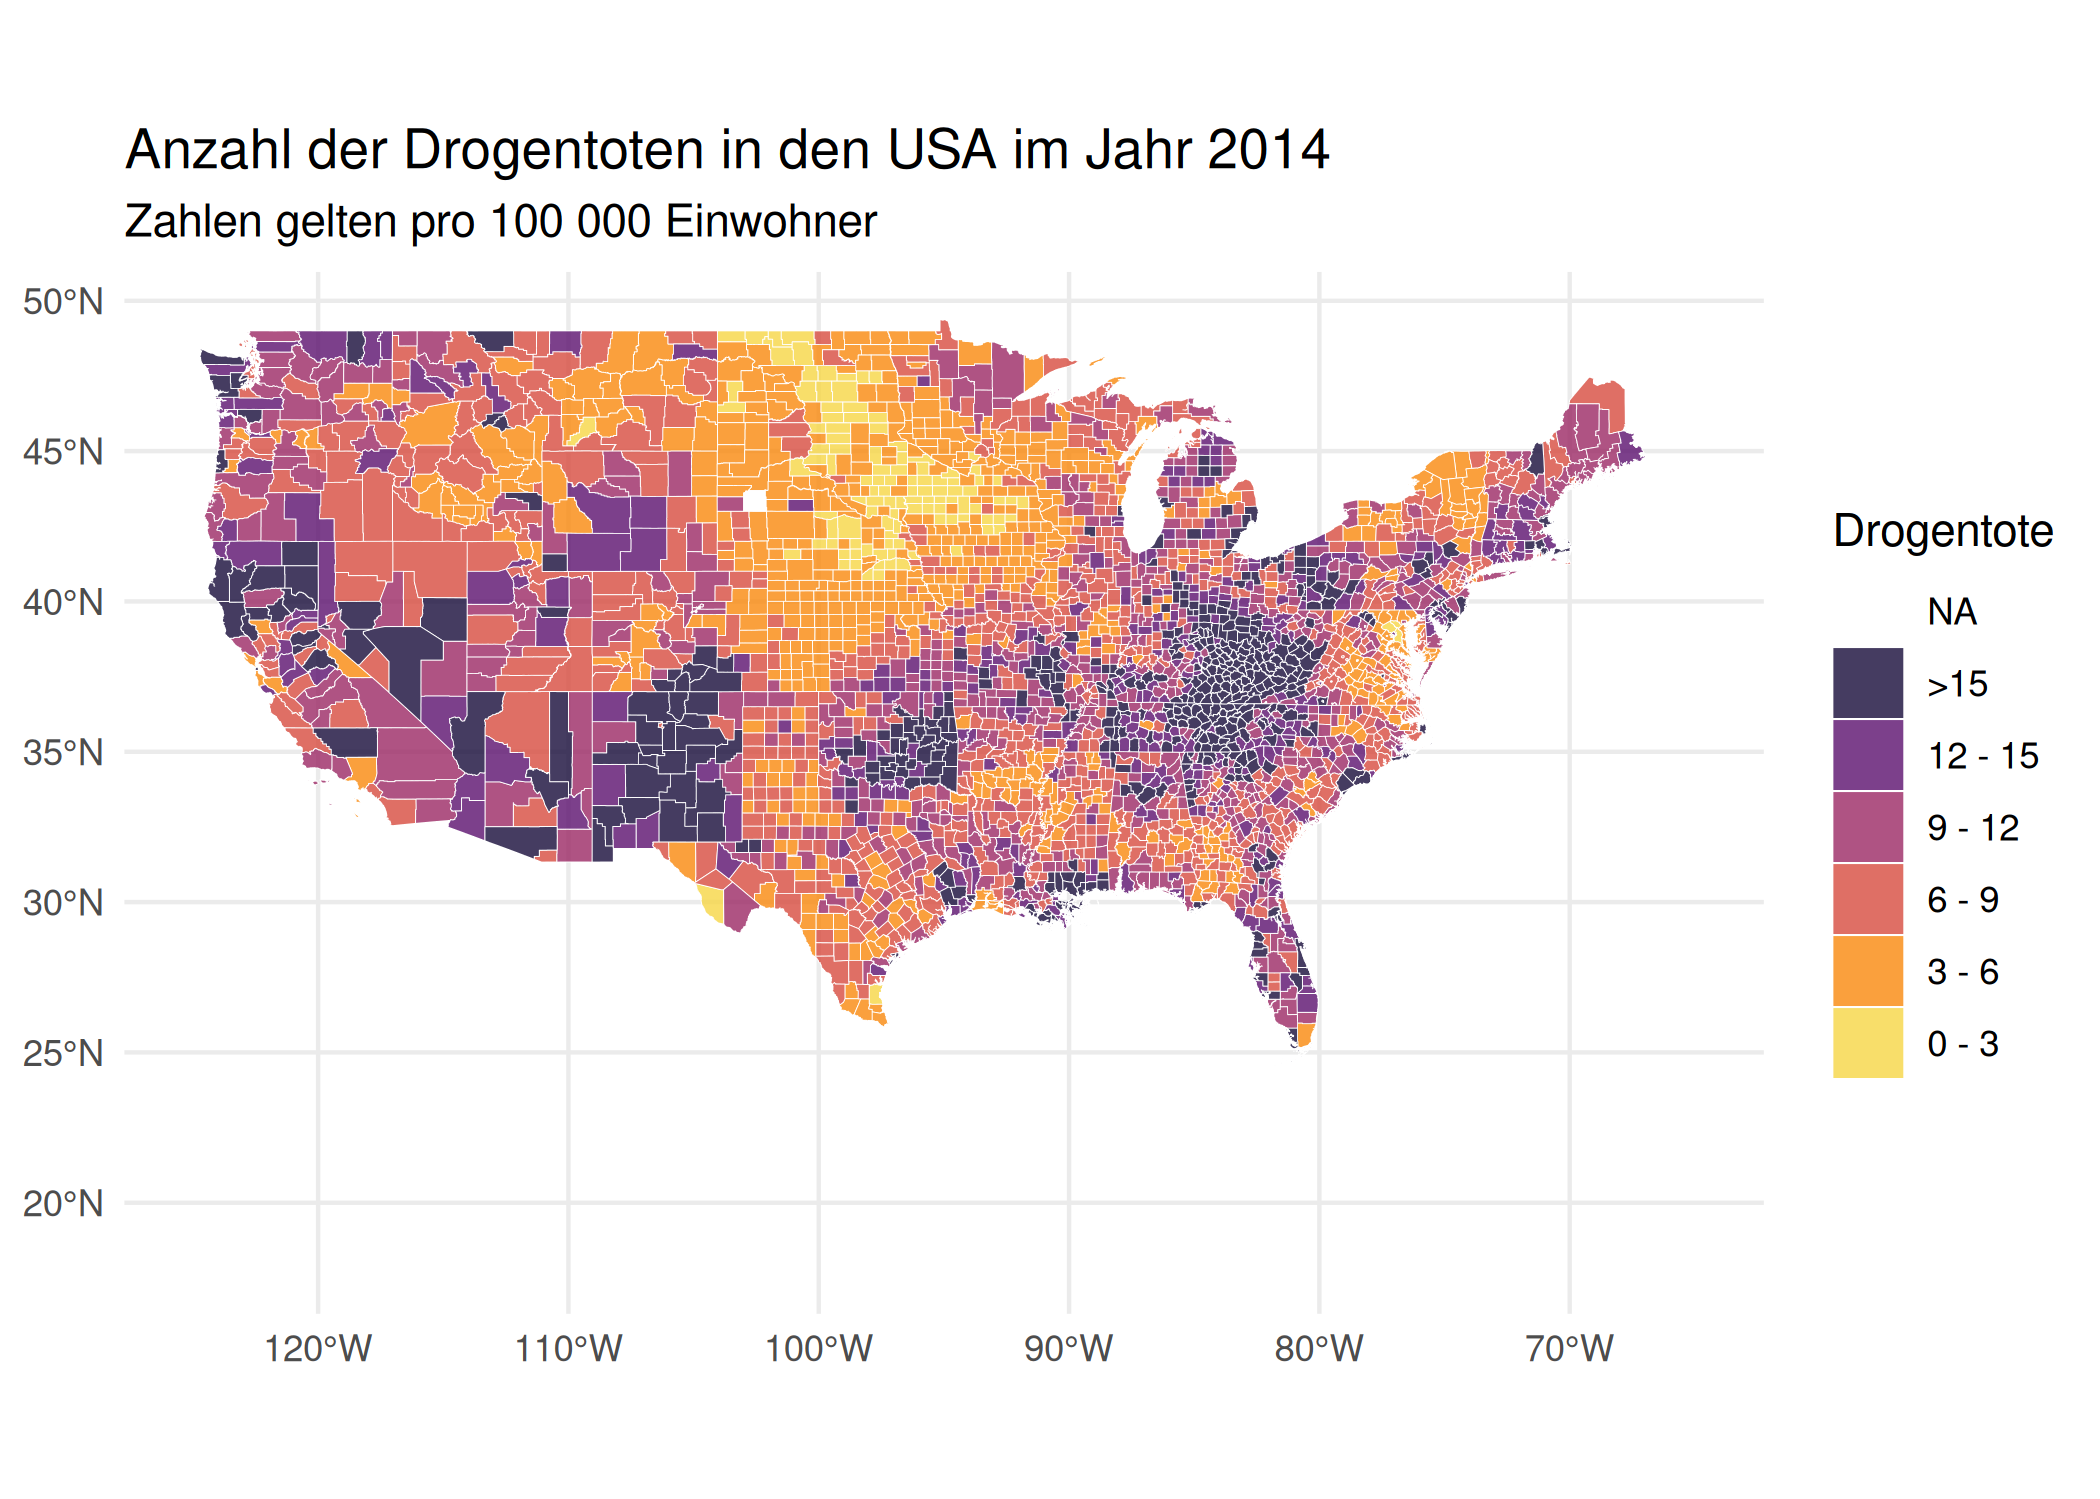 Anzahl der Drogentoten in den USA im Jahr 2014
Zahlen gelten pro 100 000 Einwohner
50°N
45°N
40°N
35°N
30°N
25°N
20°N
120°W
110°W
100°W
90°W
80°W
70°W
Drogentote
NA
>15
12 - 15
9 - 12
6 - 9
3 - 6
0 - 3